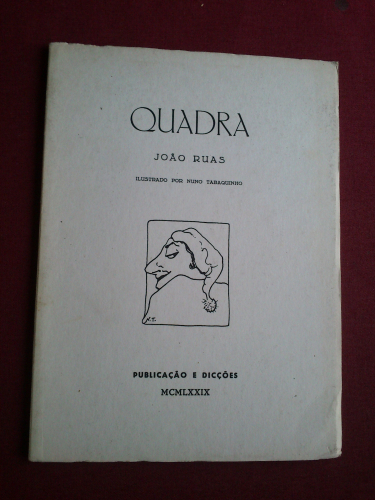 QUADRA
JOÃO RUAS
ILUSTRADO POR NUNO TABAQUINHO
N.T.
PUBLICAÇÃO E DICÇÕES
MCMLXXIX